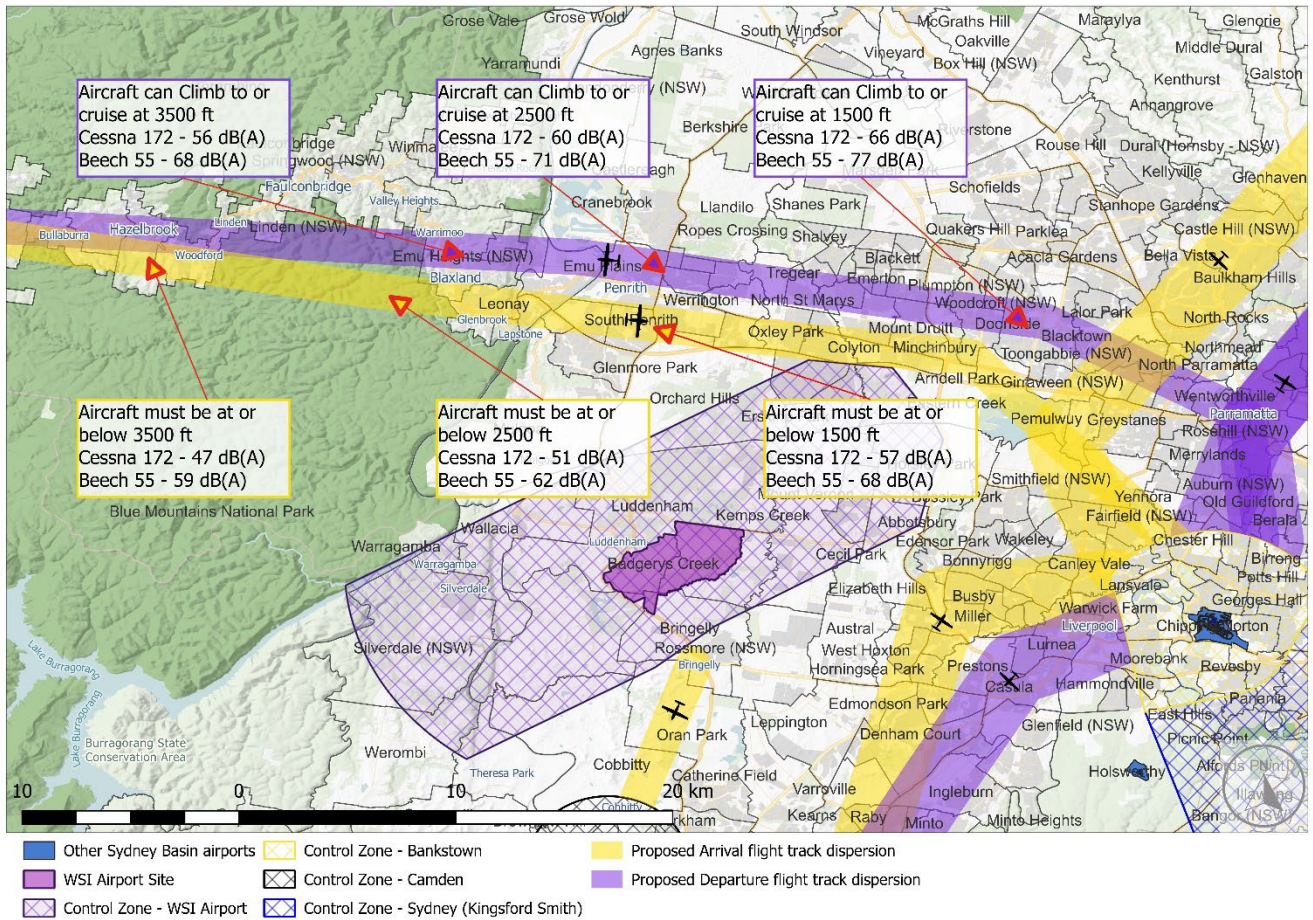 Grose Vale
Grose Wold
McGraths Hill
Maraylya
Glenorie
South Windsor
Oakville
Agnes Banks
Vineyard
Middle Dural
Yarramundi
Box Hill (NSW)
Kenthurst
Galston
Aircraft can Climb to or
cruise at 3500 ft
Cessna 172 - 56 dB(A)
Beech 55 - 68 dB(A)
Aircraft can Climb to or
cruise at 2500 ft
Cessna 172 - 60 dB(A)
Beech 55 - 71 dB(A)
Aircraft can Climb to or
cruise at 1500 ft
Cessna 172 - 66 dB(A)
Beech 55 - 77 dB(A)
(NSW)
Annangrove
Berkshire
Riverstone
Rouse Hill
Dural (Hornsby - NSW)
Springwood (NSW)
Kellyville
Glenhaven
Faulconbridge
Schofields
Valley Heights
Cranebrook
Llandilo
Shanes Park
Stanhope Gardens
Hazelbrook
Linden
Linden (NSW)
Warrimoo
Ropes Crossing
Shalvey
Quakers Hill
Parklea
Castle Hill (NSW)
Bullaburra
Woodford
Emu Heights (NSW)
Emu Plains
Blackett
Acacia Gardens
Bella Vista
Blaxland
Penrith
Tregear
Emerton
Plumpton (NSW)
Baulkham Hills
Leonay
Werrington
North St Marys
Woodcroft (NSW)
Lalor Park
Glenbrook
South Penrith
Oxley Park
Mount Druitt
Doonside
Blacktown
North Rocks
Lapstone
Colyton
Minchinbury
Toongabbie (NSW)
Northmead
Glenmore Park
North Parramatta
Arndell Park
Girraween (NSW)
Wentworthville
Orchard Hills
Eastern Creek
Pemulwuy
Greystanes
Parramatta
Aircraft must be at or
below 3500 ft
Cessna 172 - 47 dB(A)
Beech 55 - 59 dB(A)
Aircraft must be at or
below 2500 ft
Cessna 172 - 51 dB(A)
Beech 55 - 62 dB(A)
Aircraft must be at or
below 1500 ft
Cessna 172 - 57 dB(A)
Beech 55 - 68 dB(A)
Rosehill (NSW)
Merrylands
Smithfield (NSW)
Auburn (NSW)
Yennora
Old Guildford
Blue Mountains National Park
Luddenham
Kemps Creek
Fairfield (NSW)
Berala
Wallacia
Abbotsbury
Luddenham
Edensor Park
Wakeley
Chester Hill
Warragamba
Cecil Park
Bonnyrigg
Birrong
Warragamba
Badgerys Creek
Canley Vale
Potts Hill
Silverdale
Elizabeth Hills
Busby
Lansvale
Georges Hall
Miller
Warwick Farm
Bringelly
Austral
Liverpool
Silverdale (NSW)
Rossmore (NSW)
West Hoxton
Lurnea
Bringelly
Horningsea Park
Prestons
Moorebank
Revesby
Lake Burragorang
Casula
Hammondville
Panania
Edmondson Park
East Hills
Lake Burragorang
Oran Park
Leppington
Glenfield (NSW)
Burragorang State
Conservation Area
Werombi
Denham Court
Picnic Point
Cobbitty
Theresa Park
Catherine Field
Holsworthy
Varroville
Ingleburn
Cobbitty
Kearns
Raby
Minto
Minto Heights
Bangor (NSW)
10 0 10 20 km
Other Sydney Basin airports
Control Zone - Bankstown
Proposed Arrival flight track dispersion
WSI Airport Site
Control Zone - Camden
Proposed Departure flight track dispersion
Control Zone - WSI Airport
Control Zone - Sydney (Kingsford Smith)